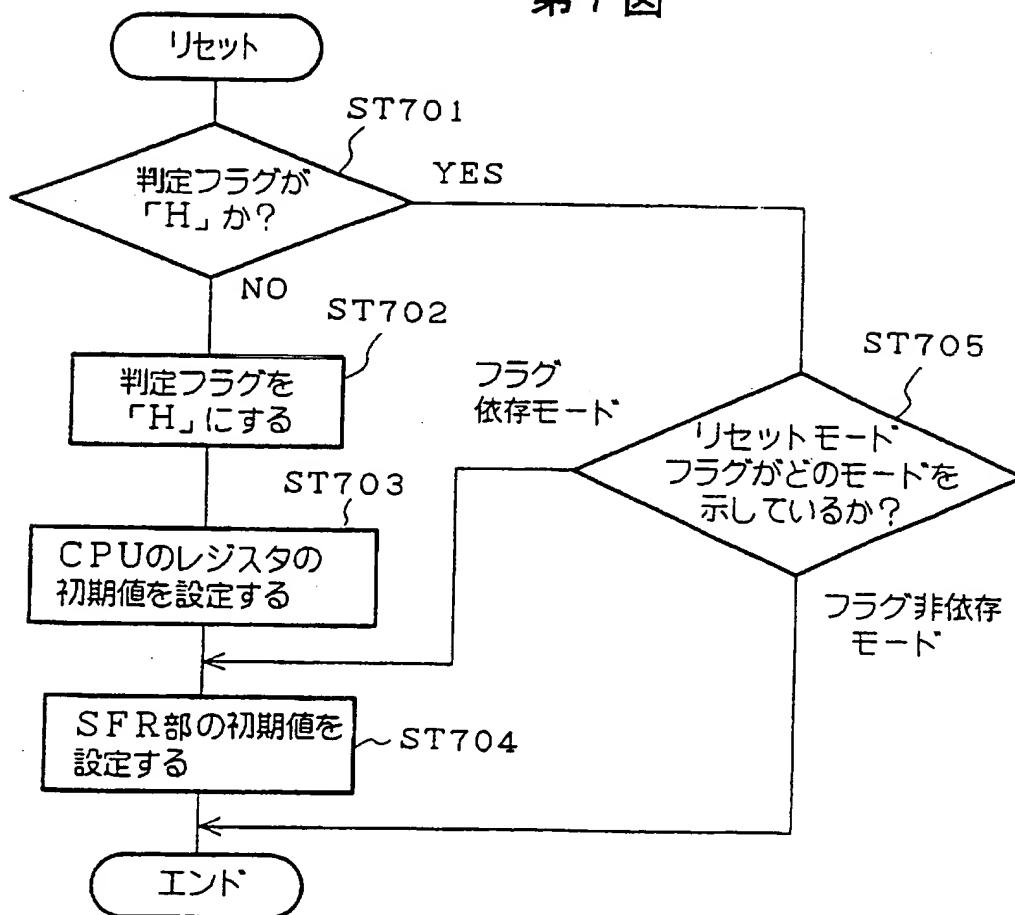 第7図
リセット
ST701
判定フラグが
「H」か?
YES
NO
ST702
判定フラグを
「H」にする
ST703
CPUのレジスタの
初期値を設定する
SFR部の初期値を
設定する
ST704
エンド
フラグ
依存モード
ST705
リセットモード
フラグがどのモードを
示しているか?
フラグ非依存
モード